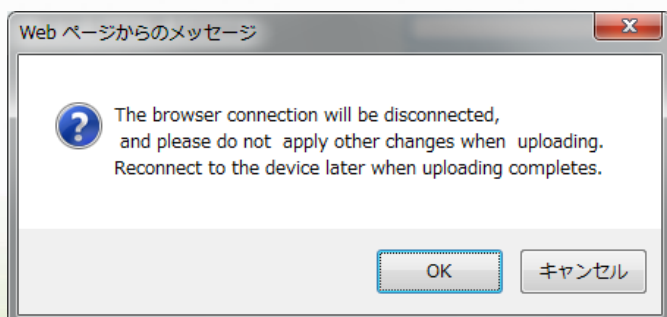 Web ページからのメッセージ
The browser connection will be disconnected,
and please do not  apply other changes when  uploading.
Reconnect to the device later when uploading completes.
OK
キャンセル